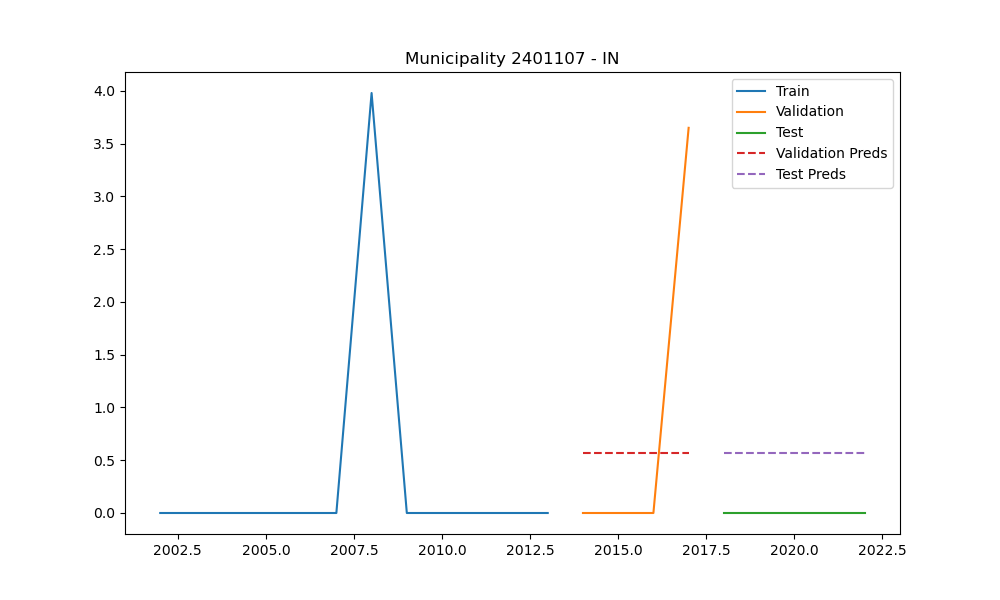 Municipality 2401107 - IN
Train
Validation
Test
Validation Preds
Test Preds
4.0
3.5
3.0
2.5
2.0
1.5
1.0
0.5
0.0
2002.5 2005.0 2007.5 2010.0 2012.5 2015.0 2017.5 2020.0 2022.5